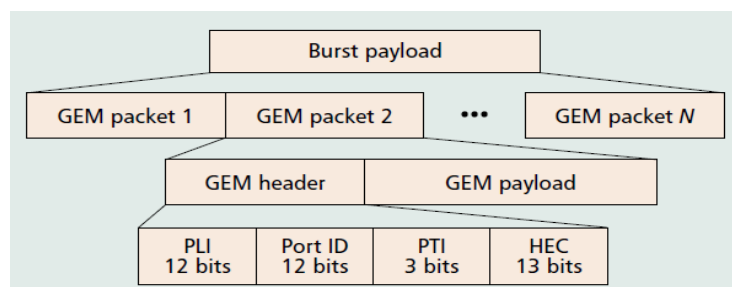 Burst payload
GEM packet 1
GEM packet 2
•••
GEM packet N
GEM header
GEM payload
PLI
12 bits
Port ID
12 bits
PTI
3 bits
HEC
13 bits